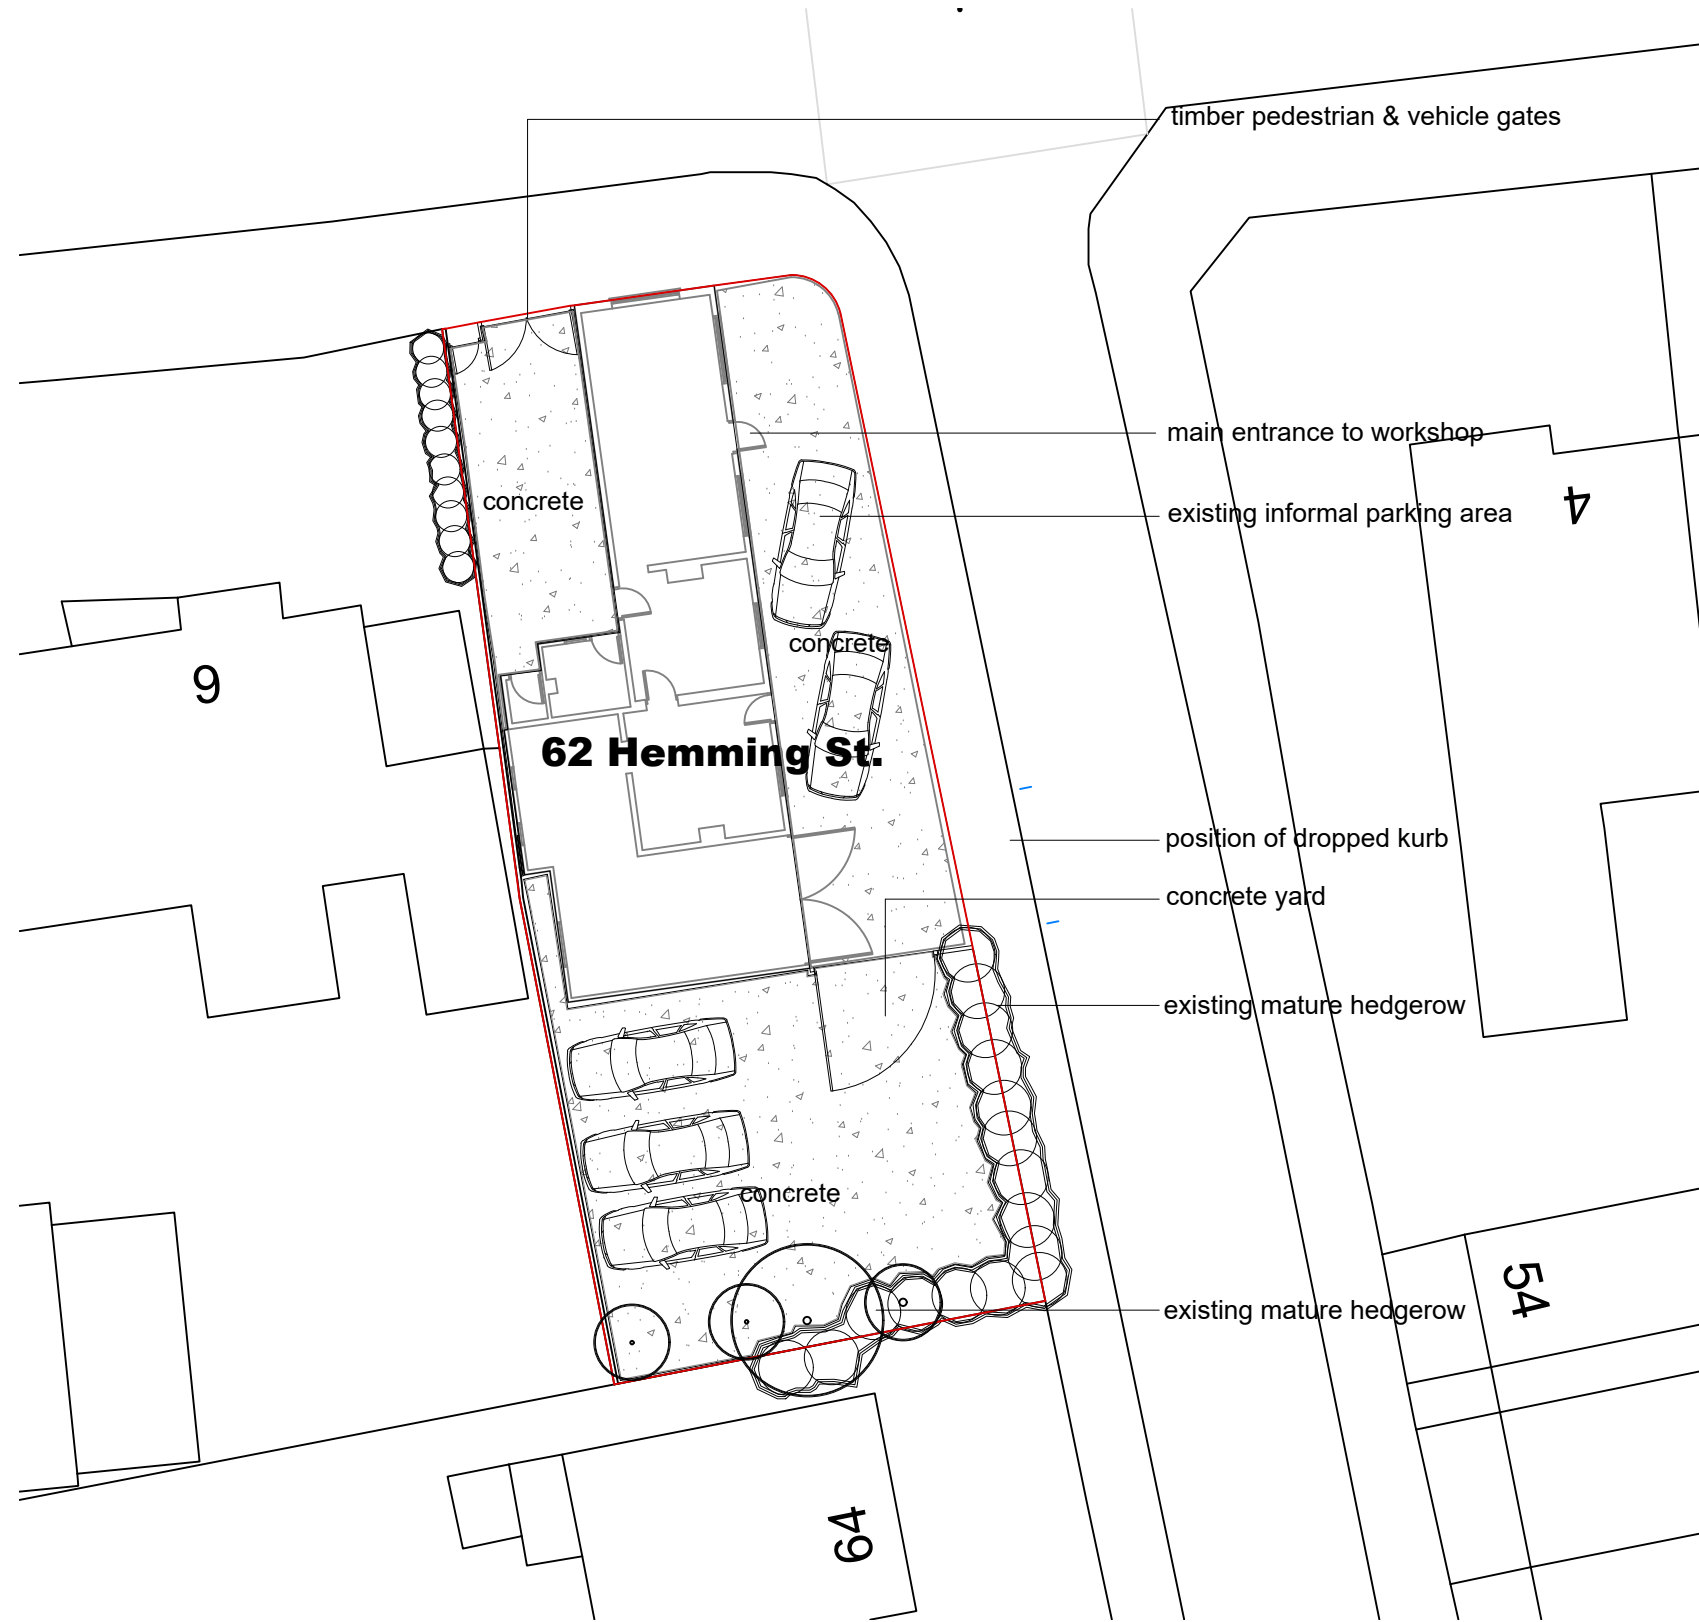 timber pedestrian & vehicle gates
main entrance to workshop
concrete
existing informal parking area
4
concrete
9
62 Hemming St.
position of dropped kurb
concrete yard
existing mature hedgerow
concrete
54
existing mature hedgerow
64